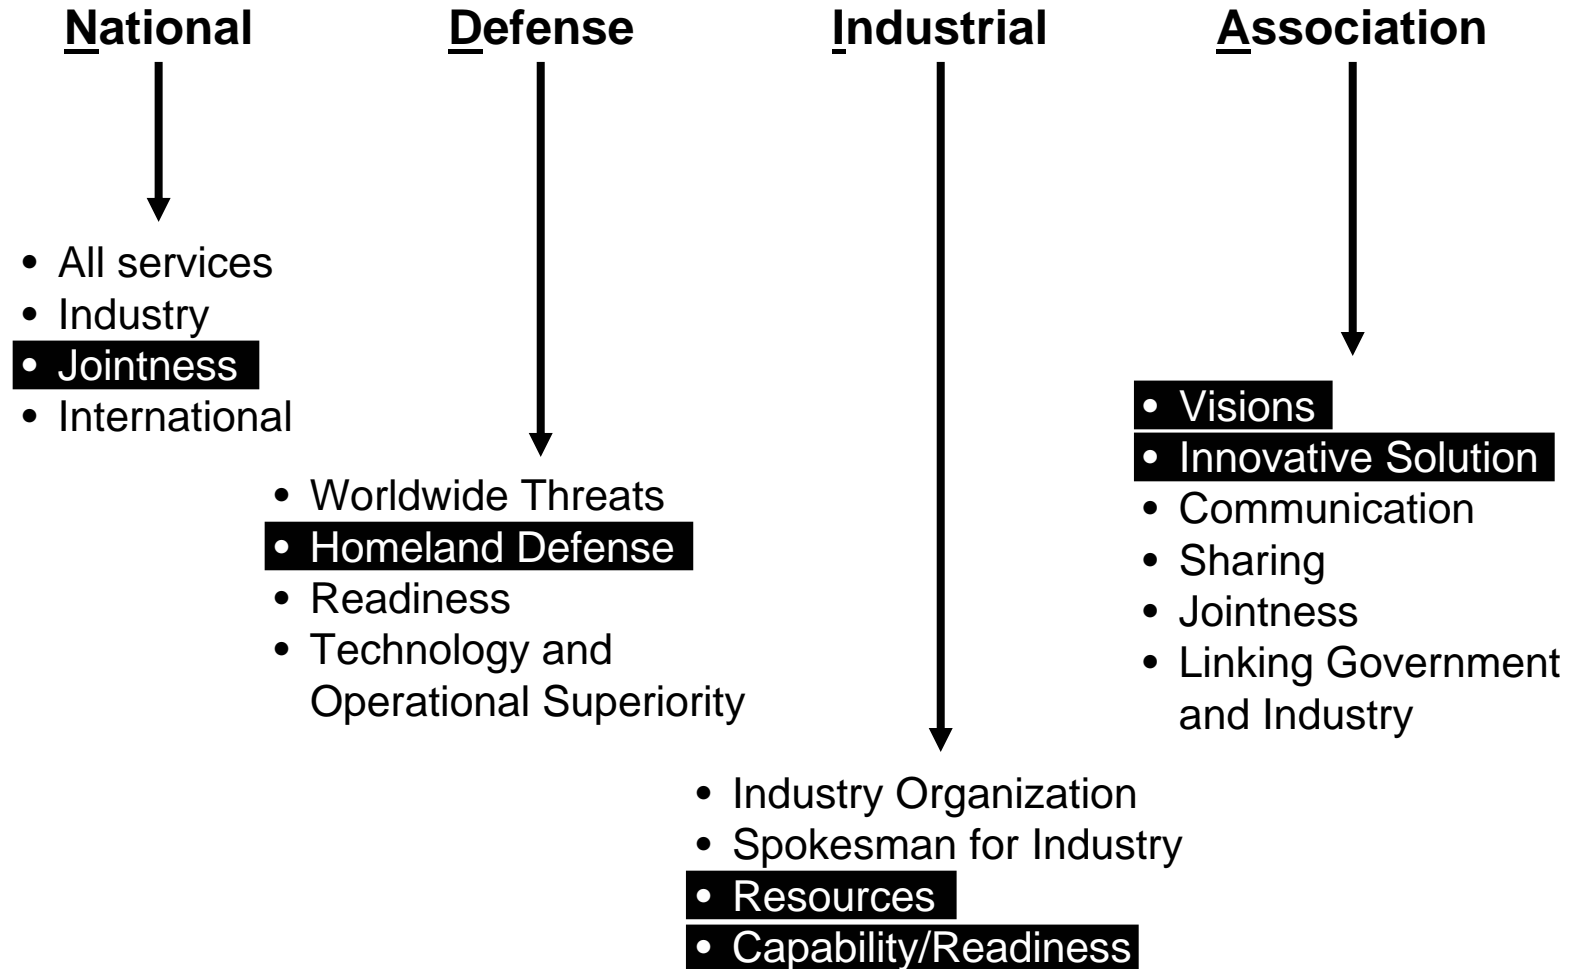 National Defense Industrial Association
• All services
• Industry
• Jointness
• International
• Worldwide Threats
• Homeland Defense
• Readiness
• Technology and
Operational Superiority
• Industry Organization
• Spokesman for Industry
• Resources
• Capability/Readiness
• Visions
• Innovative Solution
• Communication
• Sharing
• Jointness
• Linking Government
and Industry